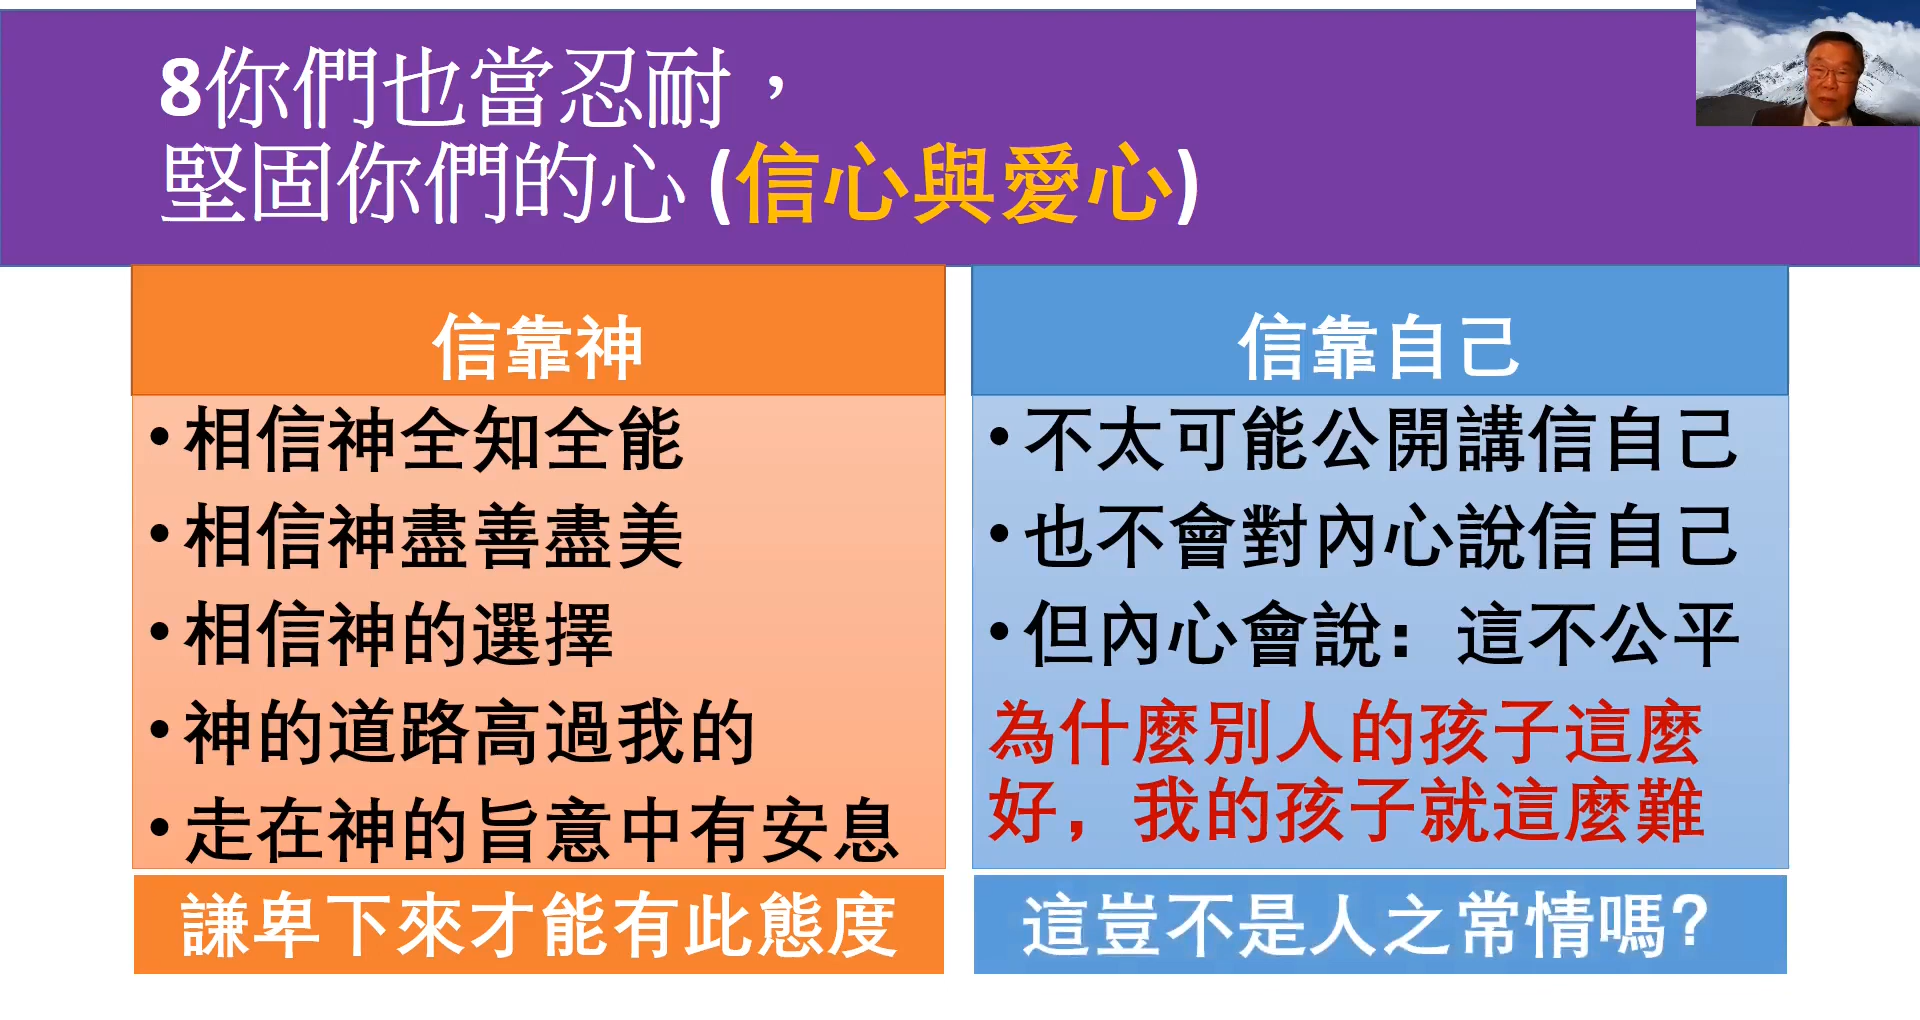 8你們也當忍耐，
堅固你們的心 (信心與愛心)
信靠神
• 相信神全知全能
• 相信神盡善盡美
• 相信神的選擇
• 神的道路高過我的
• 走在神的旨意中有安息
謙卑下來才能有此態度
信靠自己
• 不太可能公開講信自己
• 也不會對內心說信自己
• 但內心會說：這不公平
為什麼別人的孩子這麼
好，我的孩子就這麼難
這豈不是人之常情嗎?